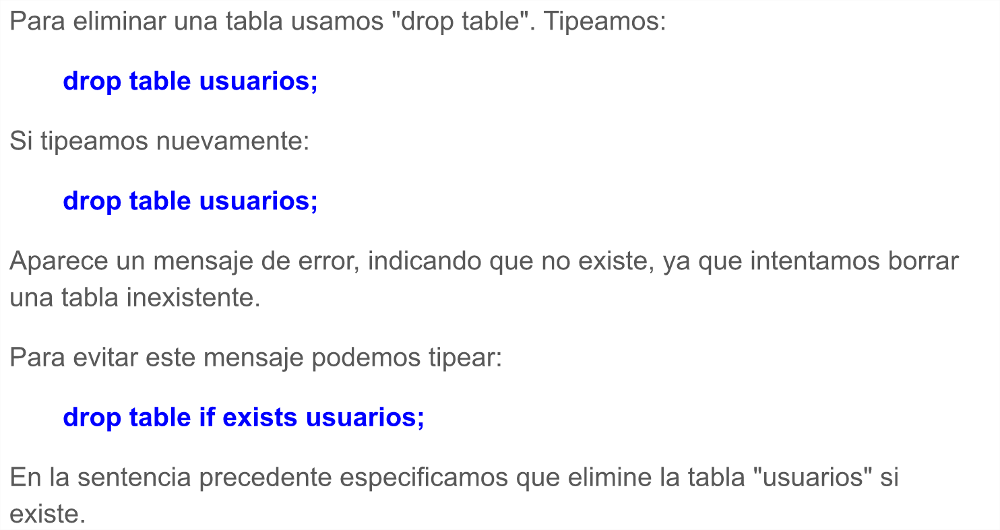 Para eliminar una tabla usamos "drop table". Tipeamos:
drop table usuarios;
Si tipeamos nuevamente:
drop table usuarios;
Aparece un mensaje de error, indicando que no existe, ya que intentamos borrar
una tabla inexistente.
Para evitar este mensaje podemos tipear:
drop table if exists usuarios;
En la sentencia precedente especificamos que elimine la tabla "usuarios" si
existe.